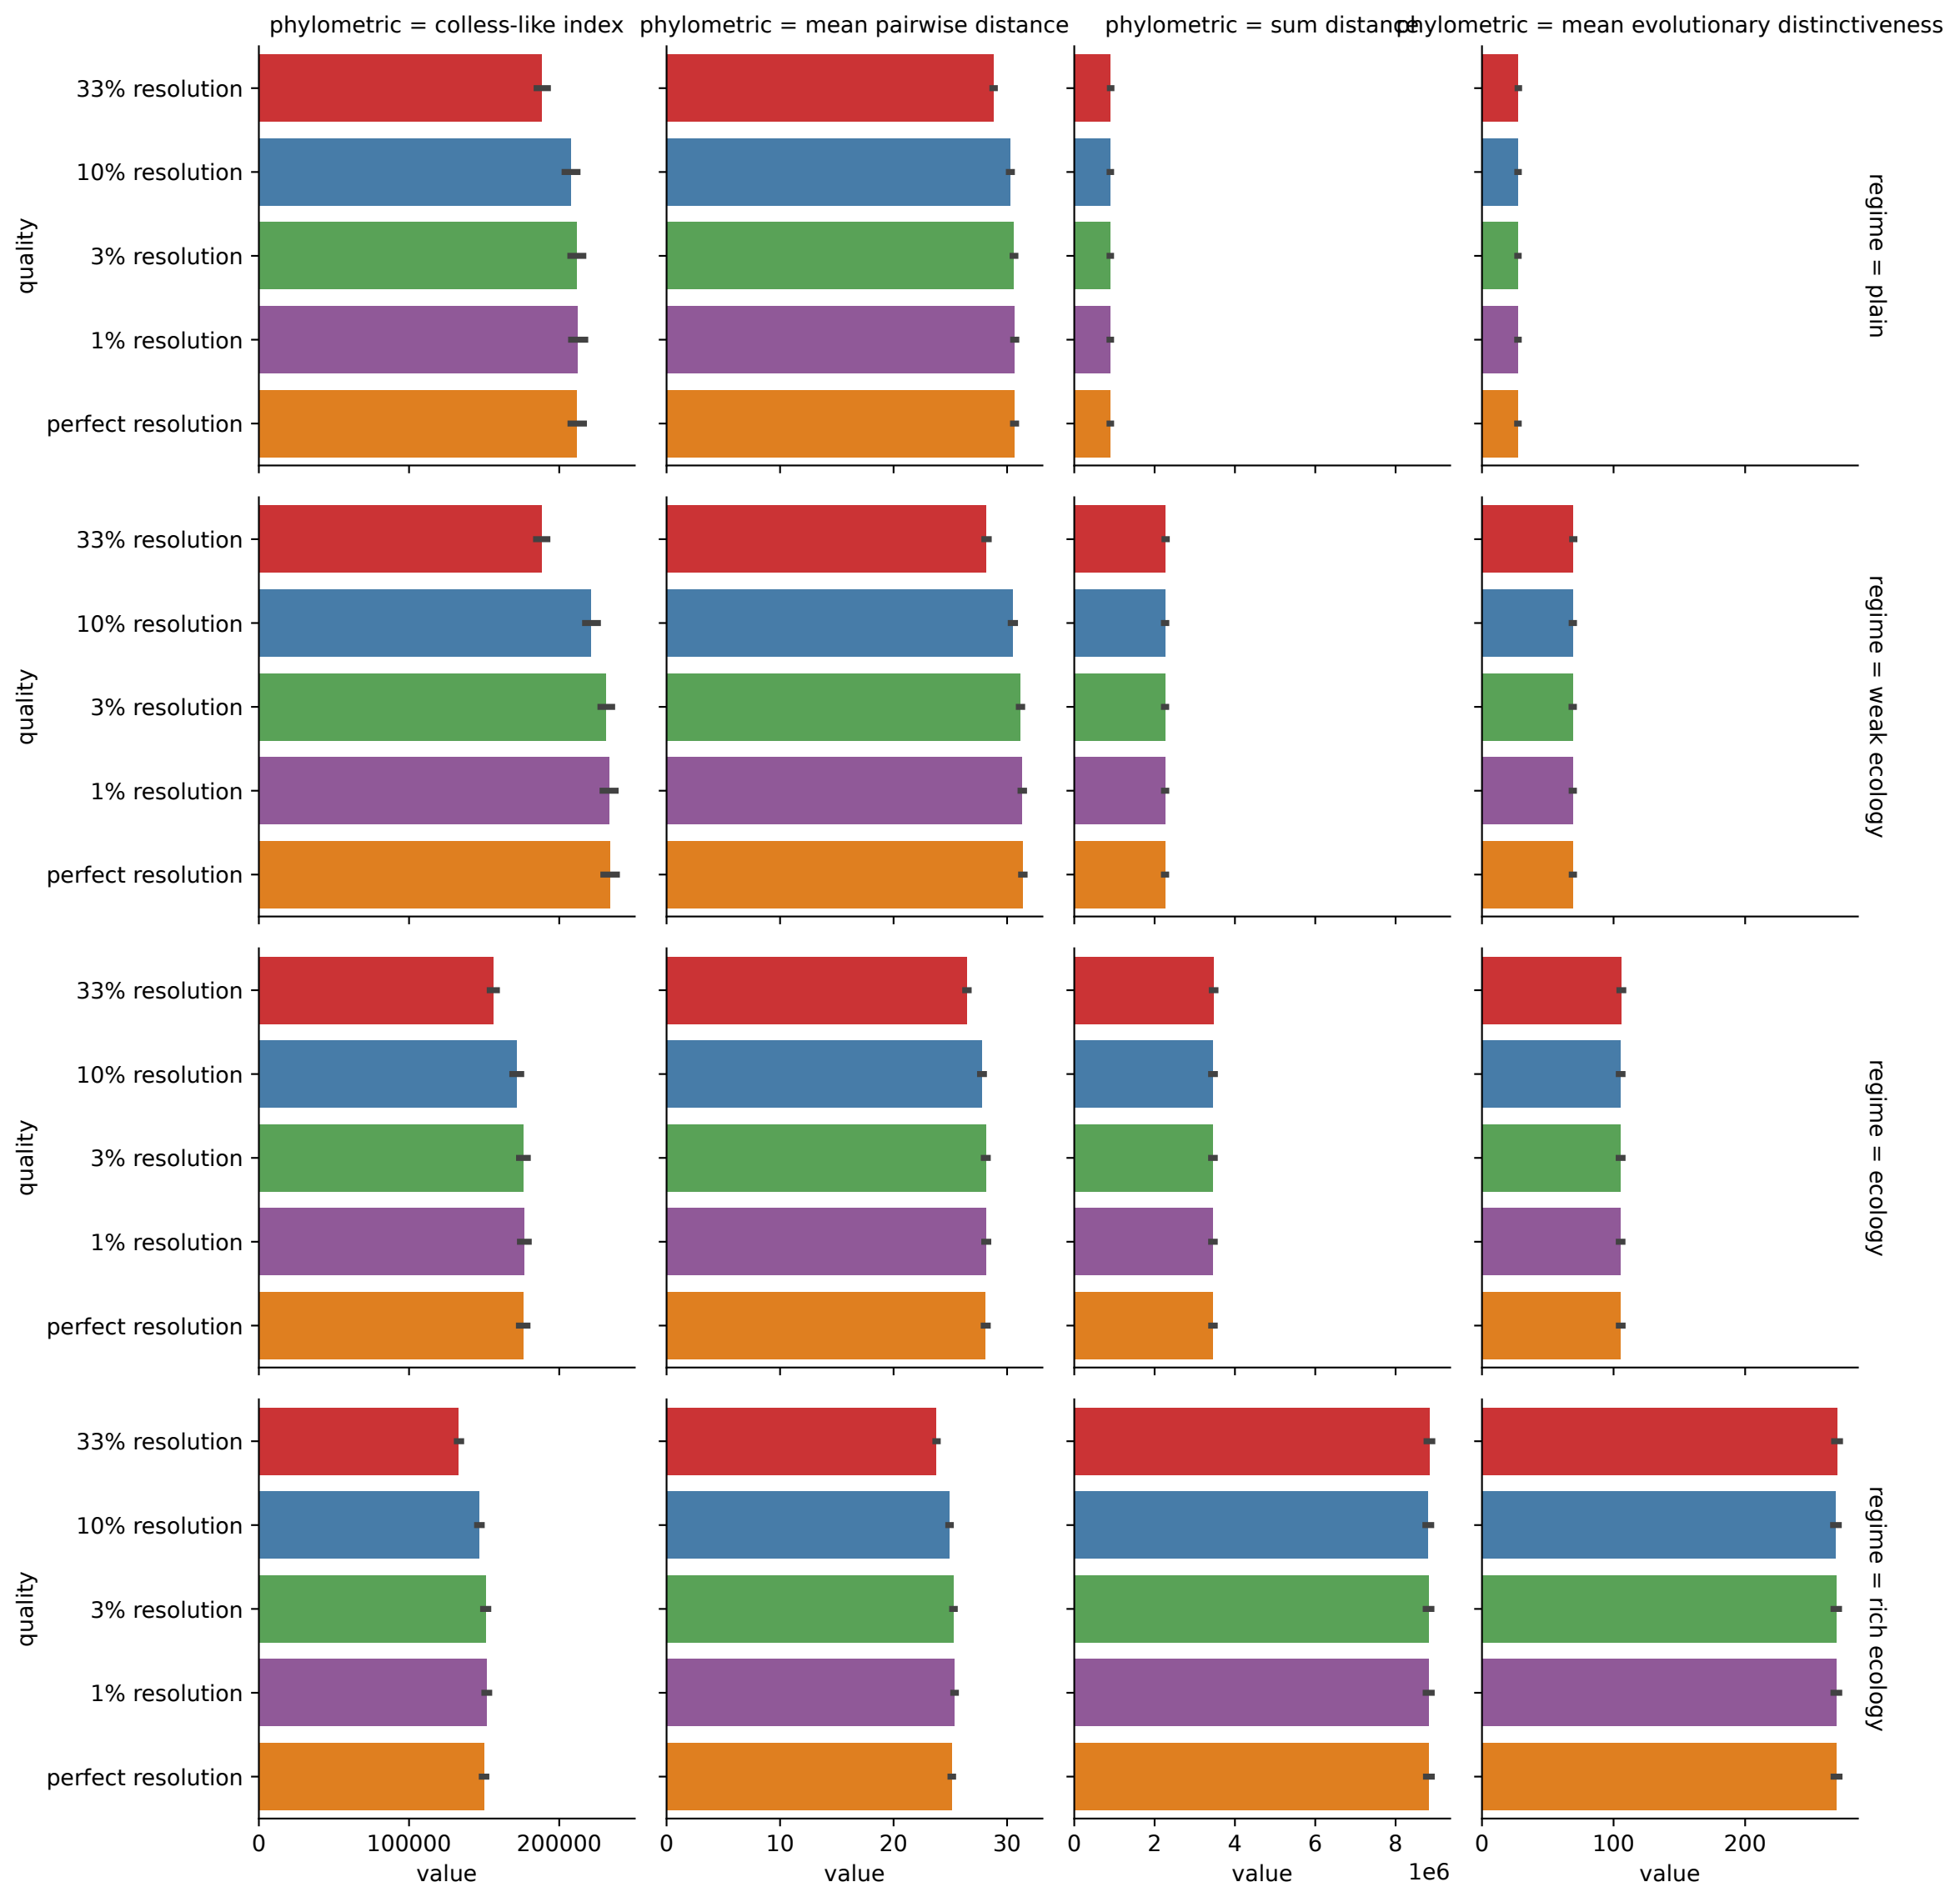 phylometric = colless-like index
phylometric = mean pairwise distance
phylometric = sum distance
phylometric = mean evolutionary distinctiveness
quality
33% resolution
10% resolution
3% resolution
1% resolution
perfect resolution
regime = plain
quality
33% resolution
10% resolution
3% resolution
1% resolution
perfect resolution
regime = weak ecology
quality
33% resolution
10% resolution
3% resolution
1% resolution
perfect resolution
regime = ecology
quality
33% resolution
10% resolution
3% resolution
1% resolution
perfect resolution
regime = rich ecology
0 100000 200000
value
0 10 20 30
value
0 2 4 6 8
1e6
value
0 100 200
value